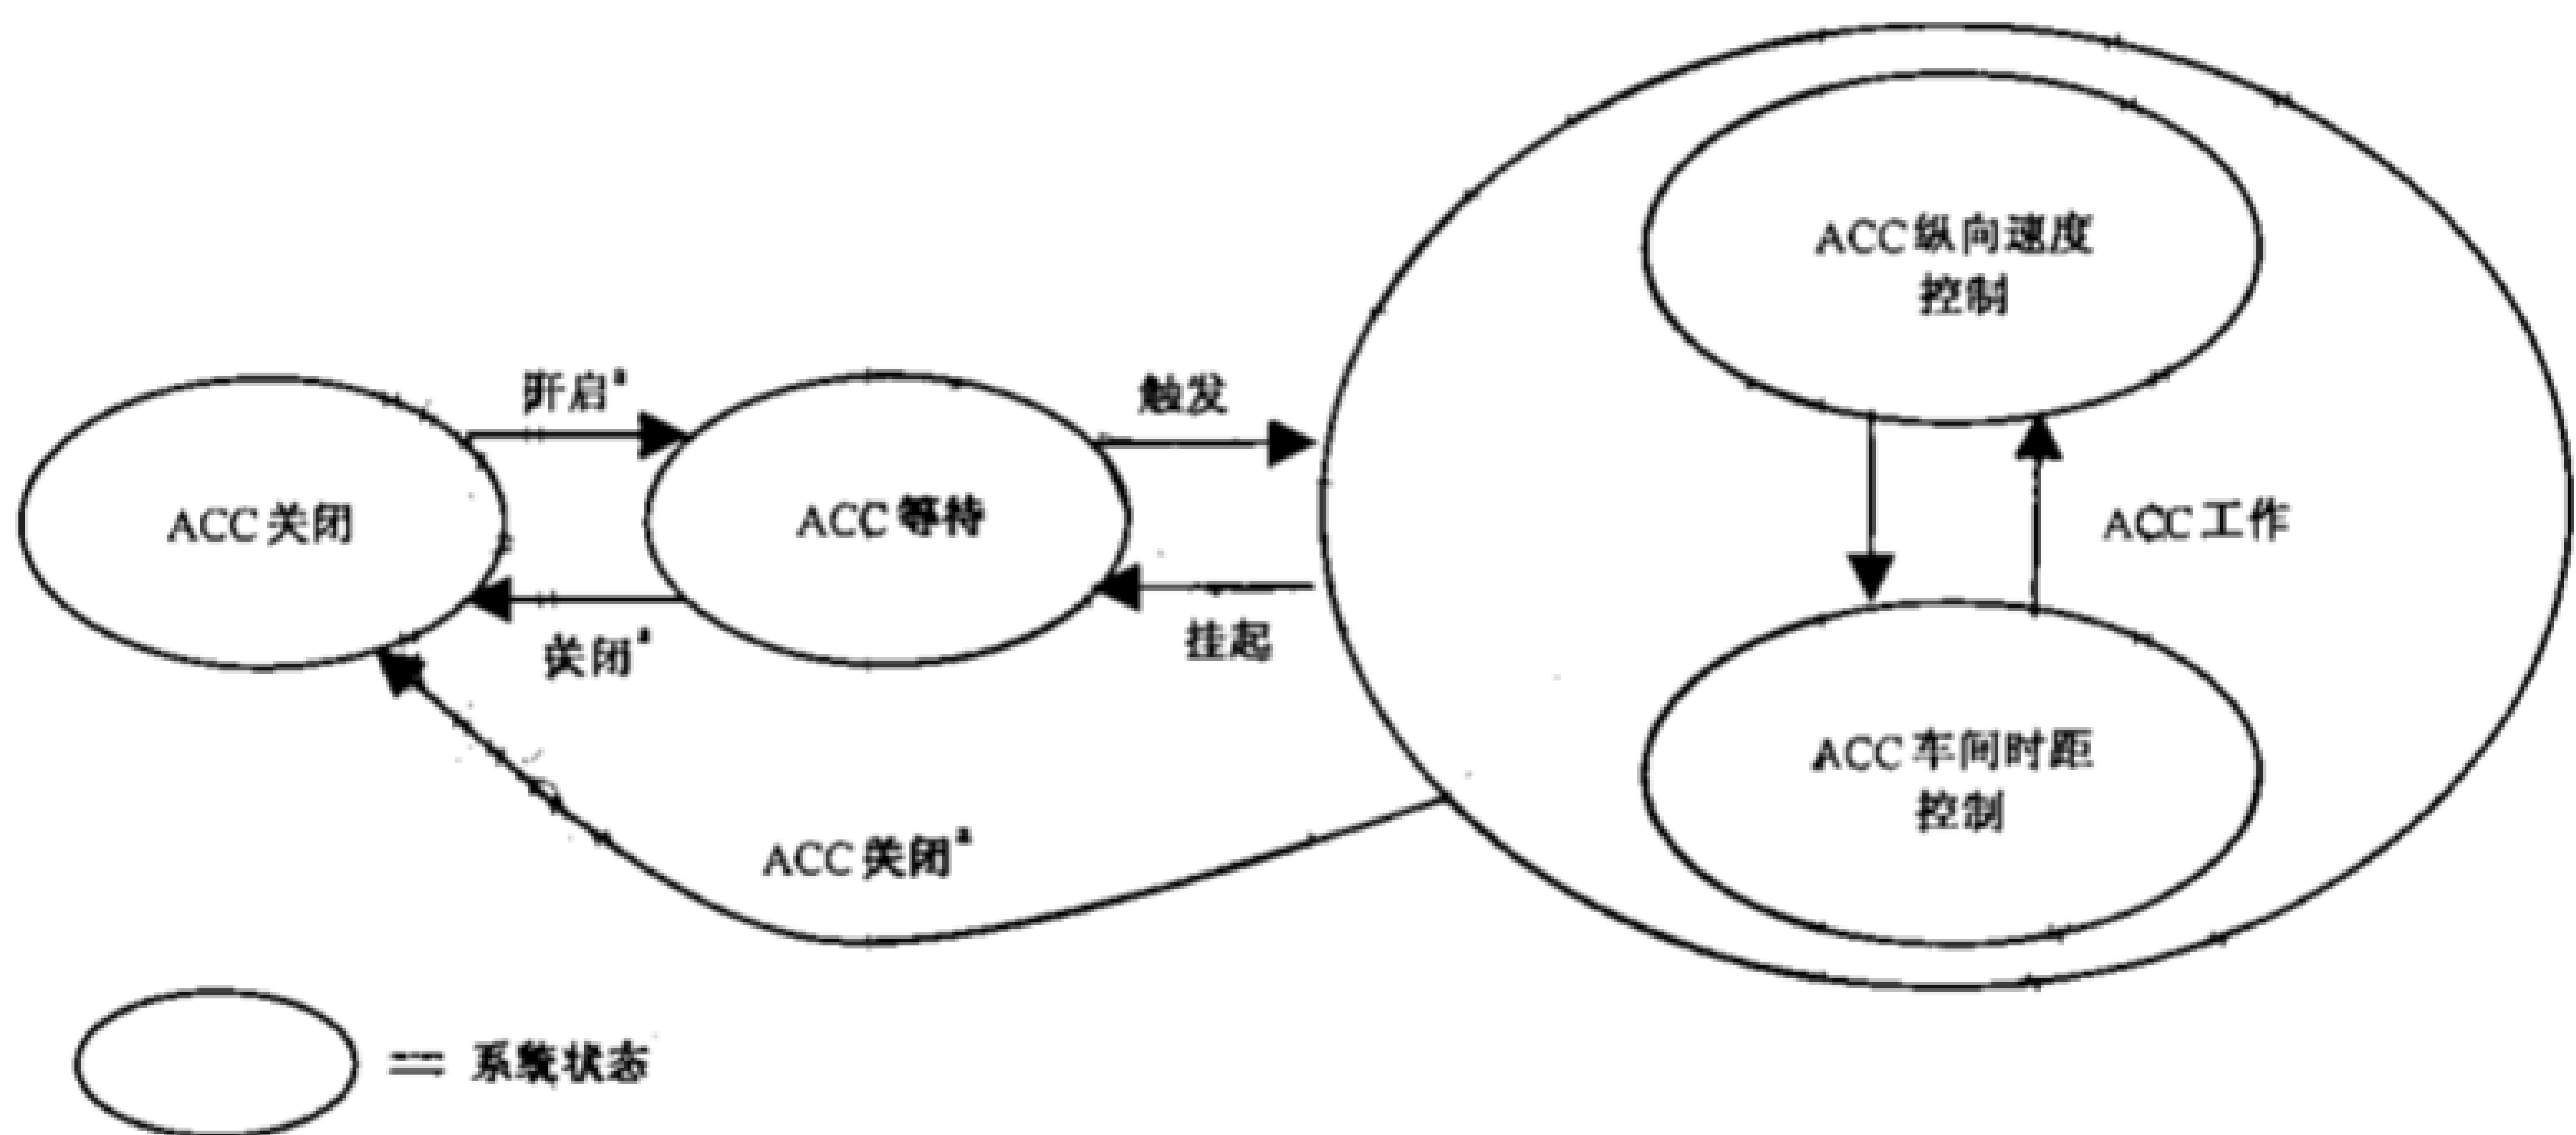 ACC纵向速度
控制
开启ª
触发
ACC关闭
ACC等待
ACC工作
关闭ª
挂起
ACC车间时距
控制
ACC关闭ª
= 系统状态